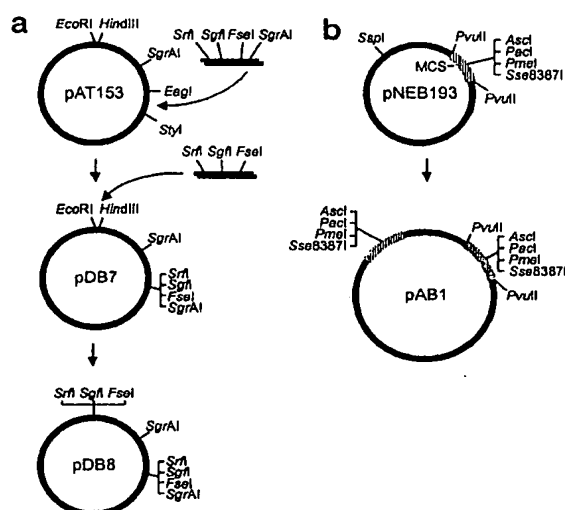 a
EcoRI HindIII
SgrAI
pAT153
EagI
StyI
SrfI SgfI FseI SgrAI
SrfI SgfI FseI
EcoRI HindIII
SgrAI
pDB7
SrfI
SgfI
FseI
SgrAI
SrfI SgfI FseI
SgrAI
pDB8
SrfI
SgfI
FseI
SgrAI
b
SspI
PvuII
MCS
AscI
PacI
PmeI
Sse8387I
pNEB193
PvuII
AscI
PacI
PmeI
Sse8387I
PvuII
AscI
PacI
PmeI
Sse8387I
pAB1
PvuII